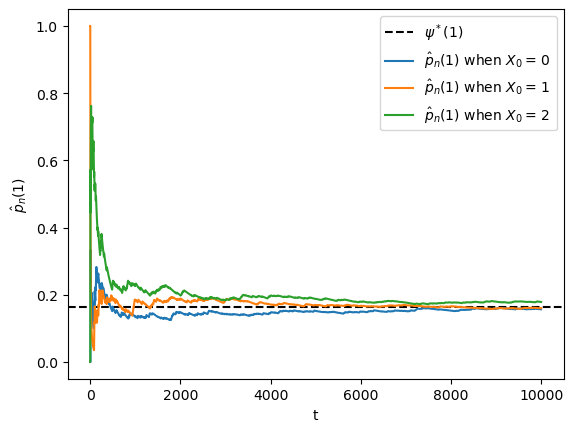 ψ*(1)
p̂ₙ(1) when X₀ = 0
p̂ₙ(1) when X₀ = 1
p̂ₙ(1) when X₀ = 2
1.0
0.8
0.6
0.4
0.2
0.0
p̂ₙ(1)
0 2000 4000 6000 8000 10000
t